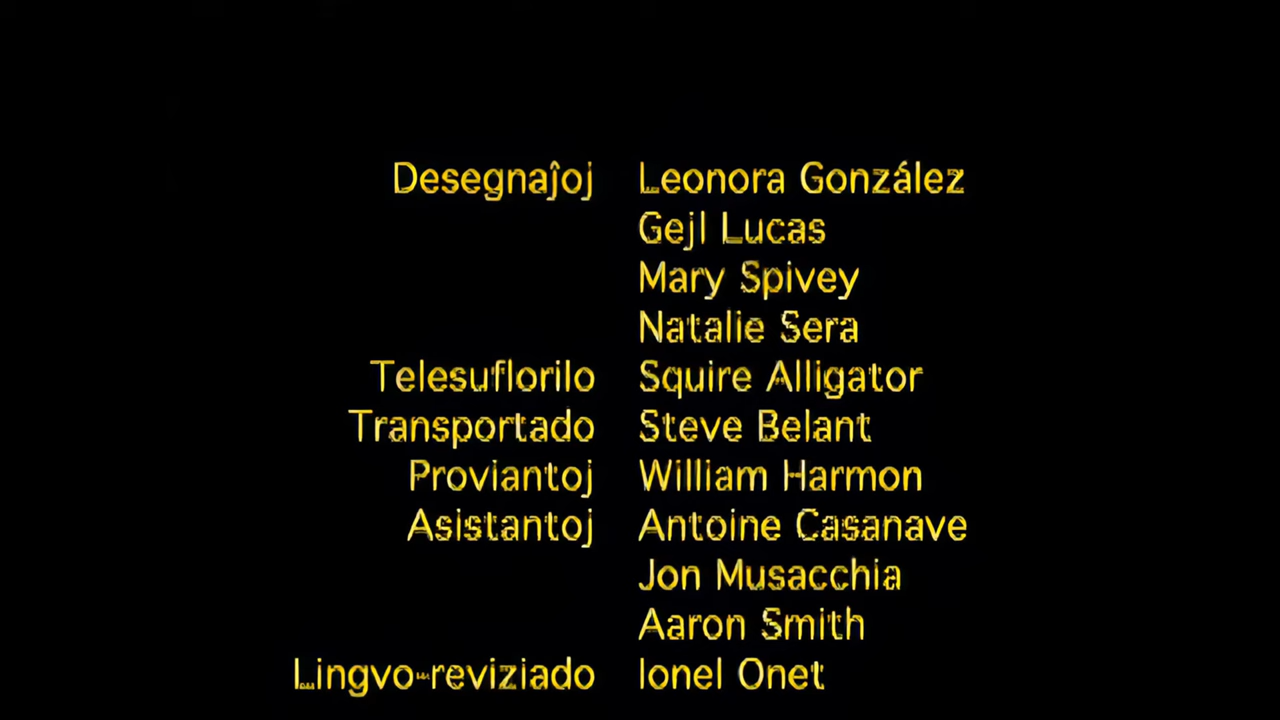 Desegnaĵoj Leonora González
Gejl Lucas
Mary Spivey
Natalie Sera
Telesuflorilo Squire Alligator
Transportado Steve Belant
Proviantoj William Harmon
Asistantoj Antoine Casanave
Jon Musacchia
Aaron Smith
Lingvo-reviziado Ionel Onet